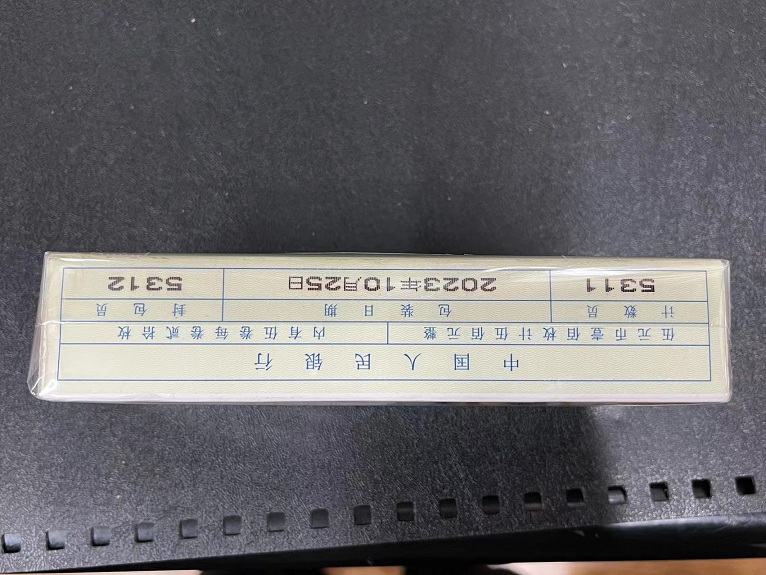 中国人民银行
伍元币壹佰枚计伍佰元整 内有伍卷每卷贰拾枚
计数员 包装日期 封包员
5311 2023年10月25日 5312